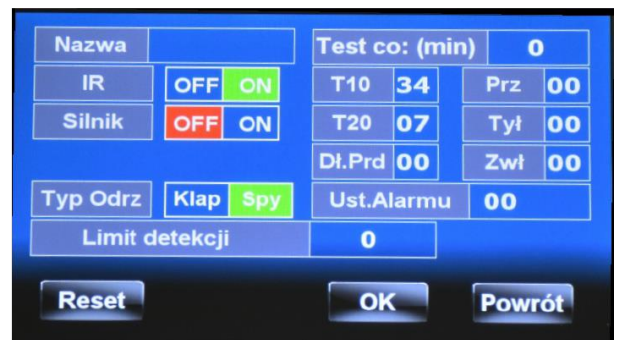 Nazwa Test co: (min) 0
IR OFF ON T10 34 Prz 00
Silnik OFF ON T20 07 Tył 00
Dł.Prd 00 Zwł 00
Typ Odrz Klap Spy Ust.Alarmu 00
Limit detekcji 0
Reset OK Powrót